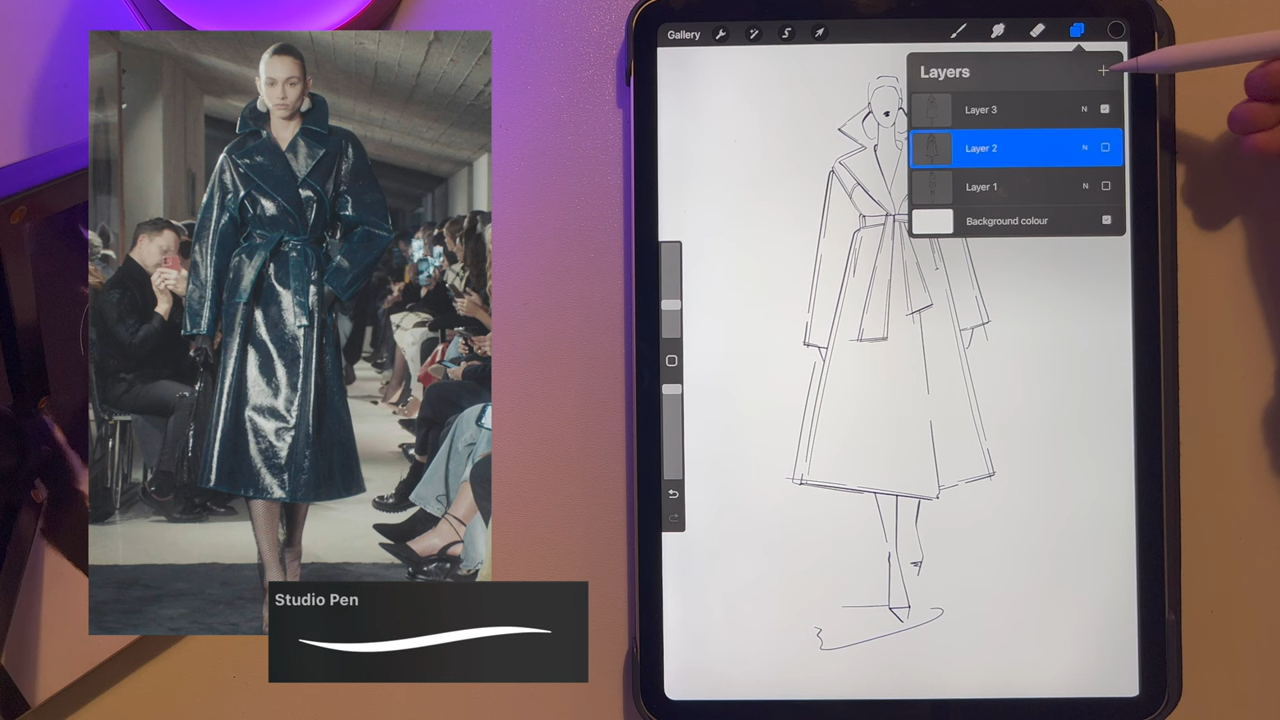 Gallery
Layers
Layer 3 N
Layer 2 N
Layer 1 N
Background colour
Studio Pen